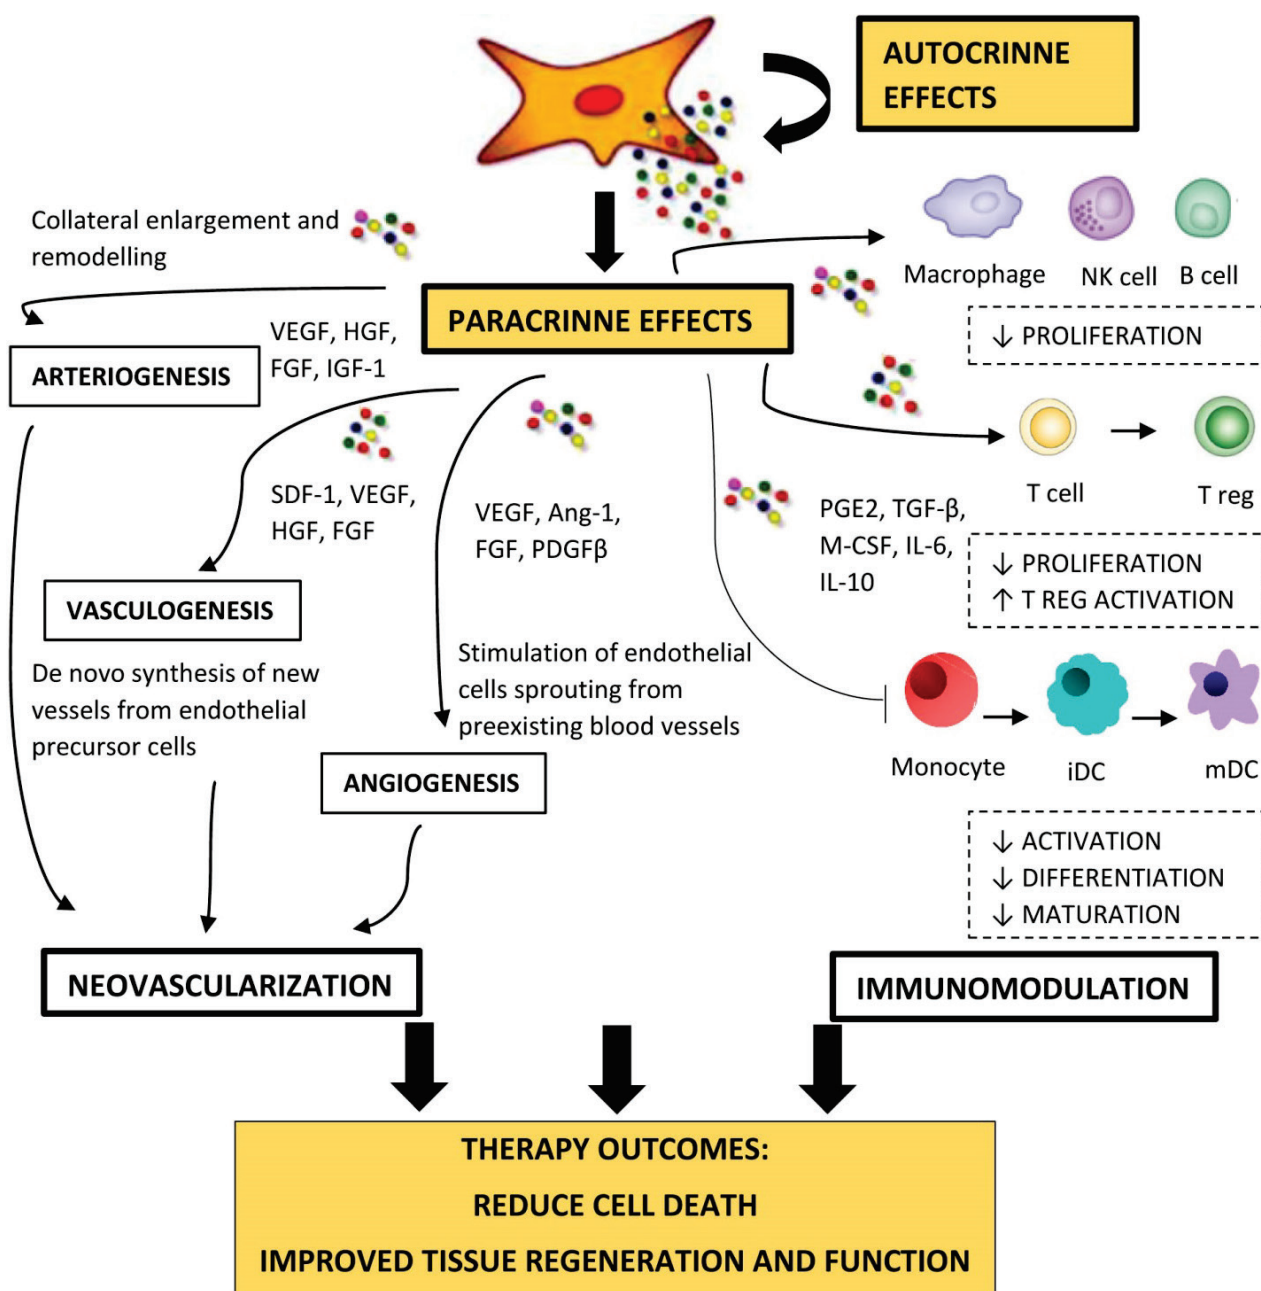 AUTOCRINNE
EFFECTS
Collateral enlargement and
remodelling
Macrophage
NK cell
B cell
↓ PROLIFERATION
PARACRINNE EFFECTS
VEGF, HGF,
FGF, IGF-1
ARTERIOGENESIS
T cell
T reg
SDF-1, VEGF,
HGF, FGF
VEGF, Ang-1,
FGF, PDGFβ
PGE2, TGF-β,
M-CSF, IL-6,
IL-10
↓ PROLIFERATION
↑ T REG ACTIVATION
VASCULOGENESIS
De novo synthesis of new
vessels from endothelial
precursor cells
Stimulation of endothelial
cells sprouting from
preexisting blood vessels
ANGIOGENESIS
Monocyte
iDC
mDC
↓ ACTIVATION
↓ DIFFERENTIATION
↓ MATURATION
NEOVASCULARIZATION
IMMUNOMODULATION
THERAPY OUTCOMES:
REDUCE CELL DEATH
IMPROVED TISSUE REGENERATION AND FUNCTION